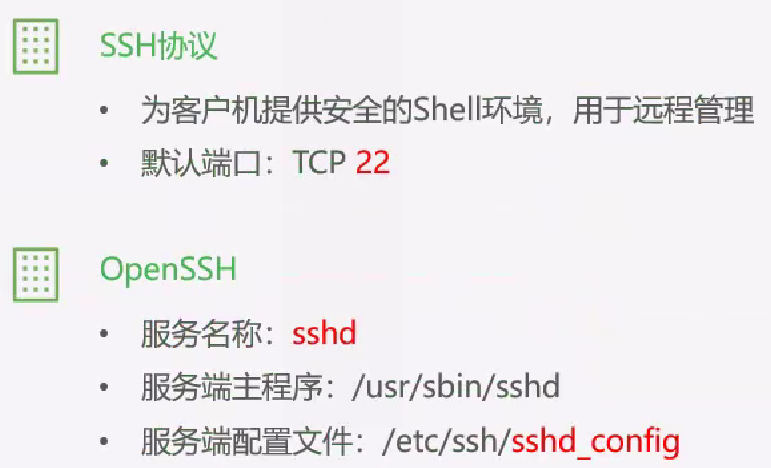 SSH协议
• 为客户机提供安全的Shell环境，用于远程管理
• 默认端口：TCP 22
OpenSSH
• 服务名称：sshd
• 服务端主程序：/usr/sbin/sshd
• 服务端配置文件：/etc/ssh/sshd_config